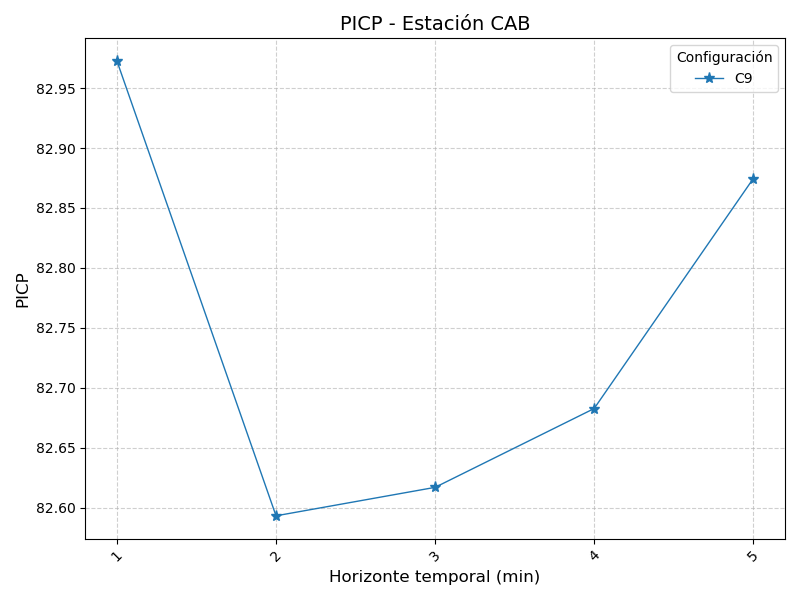 PICP - Estación CAB
Configuración
C9
82.95
82.90
82.85
82.80
82.75
82.70
82.65
82.60
PICP
1
2
3
4
5
Horizonte temporal (min)